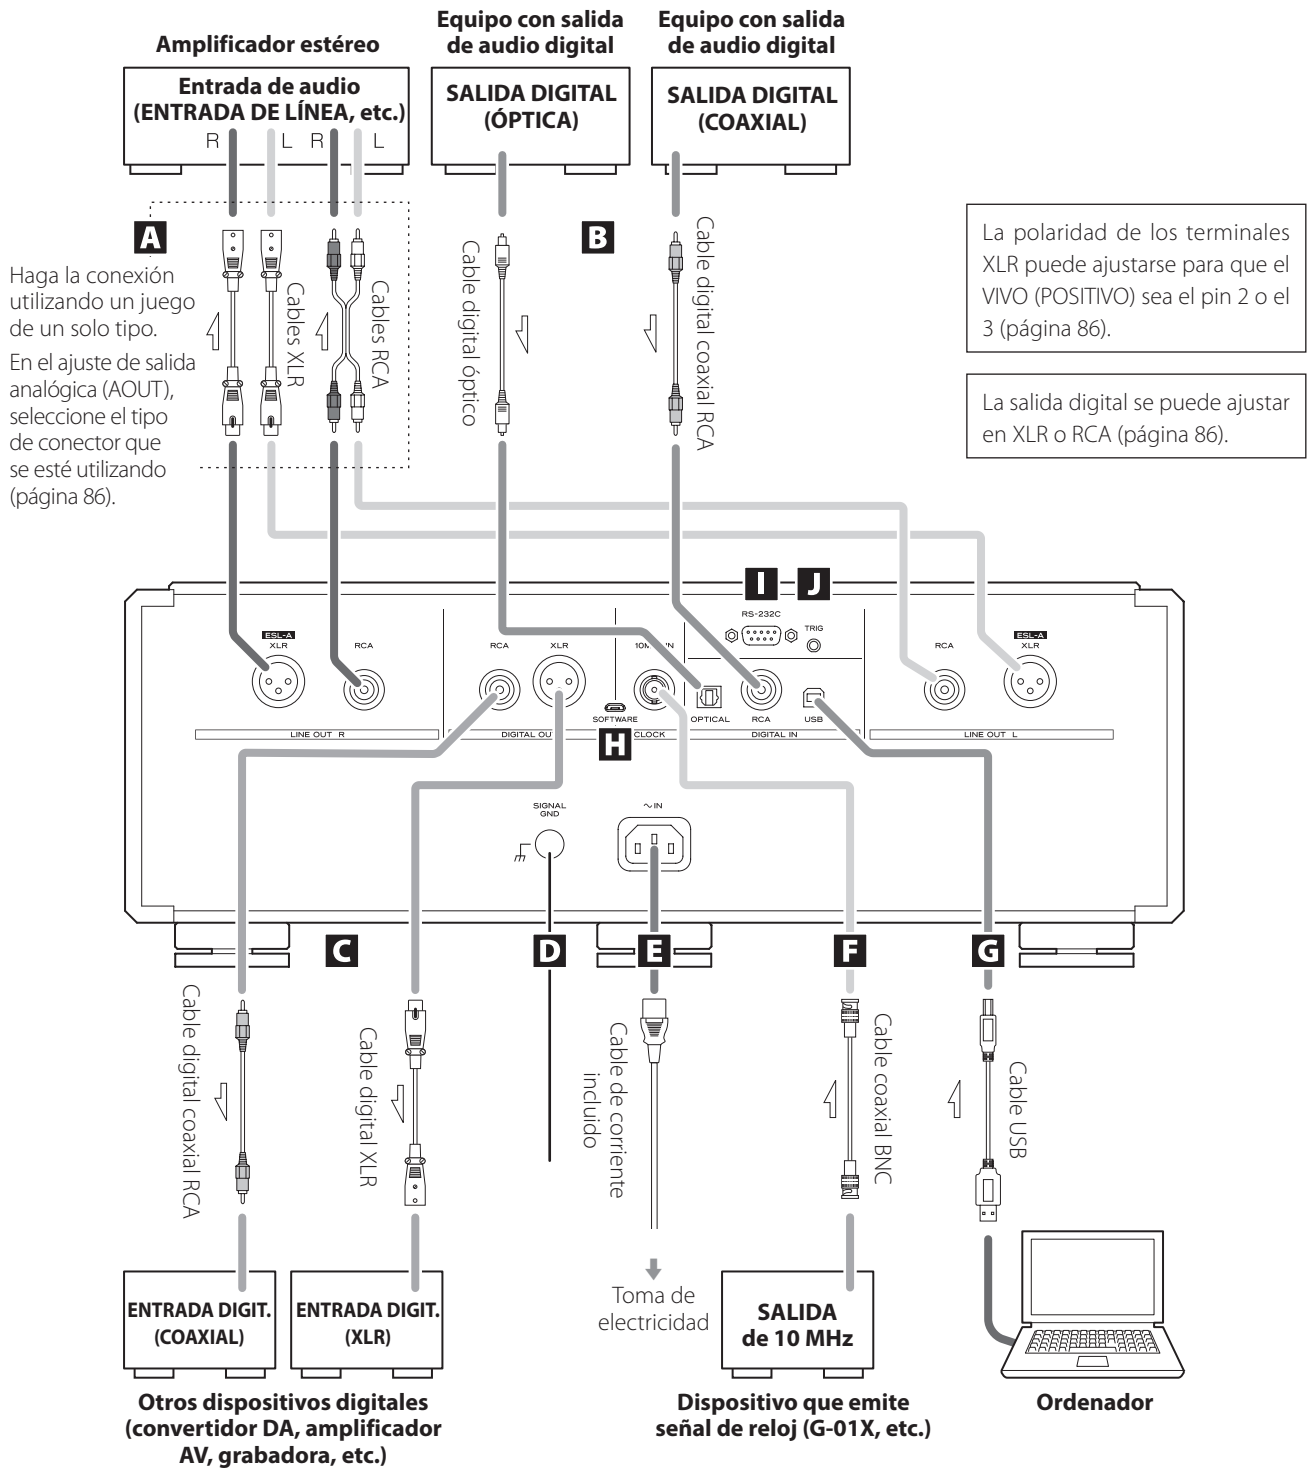 Equipo con salida
de audio digital
Equipo con salida
de audio digital
Amplificador estéreo
Entrada de audio
(ENTRADA DE LÍNEA, etc.)
R L R L
SALIDA DIGITAL
(ÓPTICA)
SALIDA DIGITAL
(COAXIAL)
A
B
Haga la conexión
utilizando un juego
de un solo tipo.
En el ajuste de salida
analógica (AOUT),
seleccione el tipo
de conector que
se esté utilizando
(página 86).
Cables XLR
Cables RCA
Cable digital óptico
Cable digital coaxial RCA
La polaridad de los terminales
XLR puede ajustarse para que el
VIVO (POSITIVO) sea el pin 2 o el
3 (página 86).
La salida digital se puede ajustar
en XLR o RCA (página 86).
I
J
RS-232C
TRIG
ESL-A
XLR
RCA
RCA
XLR
10M IN
RCA
ESL-A
XLR
SOFTWARE
OPTICAL
RCA
USB
LINE OUT R
DIGITAL OU
CLOCK
DIGITAL IN
LINE OUT L
H
SIGNAL
GND
~ IN
C
D
E
F
G
Cable digital coaxial RCA
Cable digital XLR
Cable de corriente
incluido
Cable coaxial BNC
Cable USB
Toma de
electricidad
ENTRADA DIGIT.
(COAXIAL)
ENTRADA DIGIT.
(XLR)
SALIDA
de 10 MHz
Otros dispositivos digitales
(convertidor DA, amplificador
AV, grabadora, etc.)
Dispositivo que emite
señal de reloj (G-01X, etc.)
Ordenador